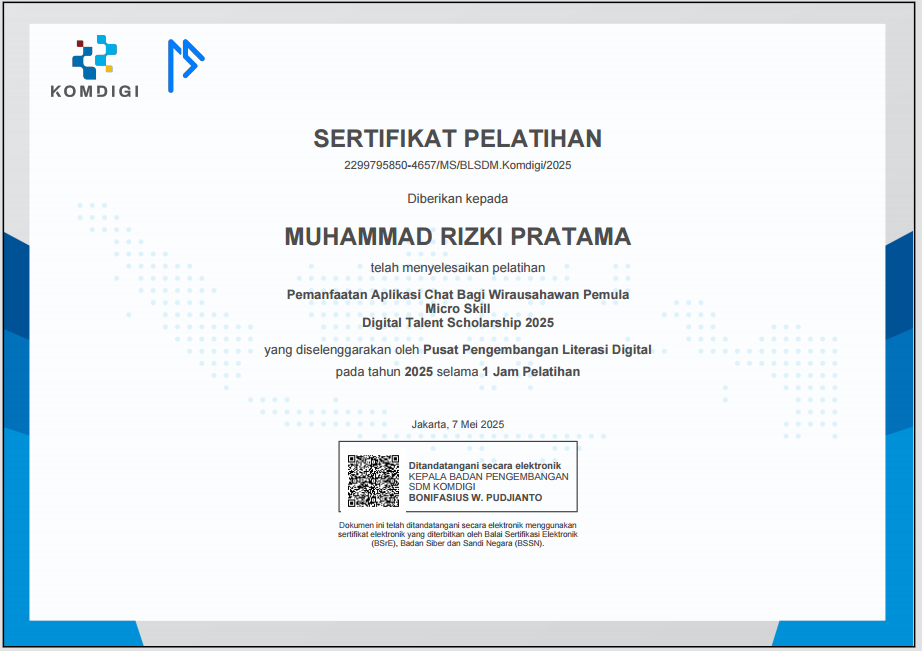 KOMDIGI
SERTIFIKAT PELATIHAN
2299795850-4657/MS/BLSDM.Komdigi/2025
Diberikan kepada
MUHAMMAD RIZKI PRATAMA
telah menyelesaikan pelatihan
Pemanfaatan Aplikasi Chat Bagi Wirausahawan Pemula
Micro Skill
Digital Talent Scholarship 2025
yang diselenggarakan oleh Pusat Pengembangan Literasi Digital
pada tahun 2025 selama 1 Jam Pelatihan
Jakarta, 7 Mei 2025
Ditandatangani secara elektronik
KEPALA BADAN PENGEMBANGAN
SDM KOMDIGI
BONIFASIUS W. PUDJIANTO
Dokumen ini telah ditandatangani secara elektronik menggunakan
sertifikat elektronik yang diterbitkan oleh Balai Sertifikasi Elektronik
(BSrE), Badan Siber dan Sandi Negara (BSSN).